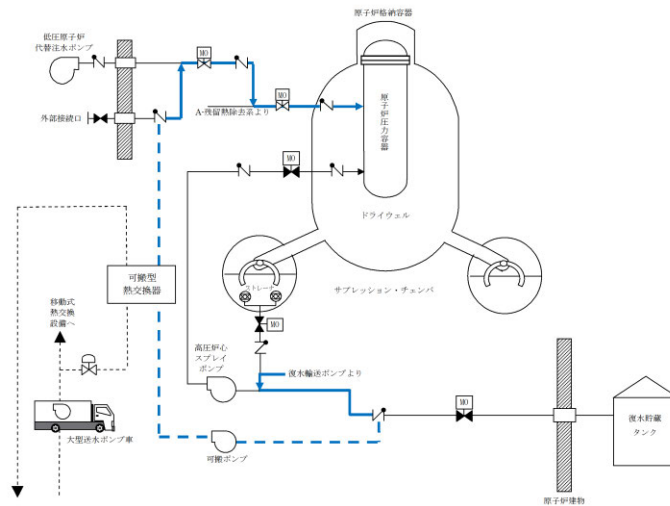 原子炉格納容器
低圧原子炉
代替注水ポンプ
MO
MO
A-残留熱除去系より
外部接続口
原子炉圧力容器
MO
ドライウェル
ストレーナ
サプレッション・チェンバ
可搬型
熱交換器
移動式
熱交換
設備へ
MO
高圧炉心
スプレイ
ポンプ
復水輸送ポンプより
MO
復水貯蔵
タンク
大型送水ポンプ車
可搬ポンプ
原子炉建物